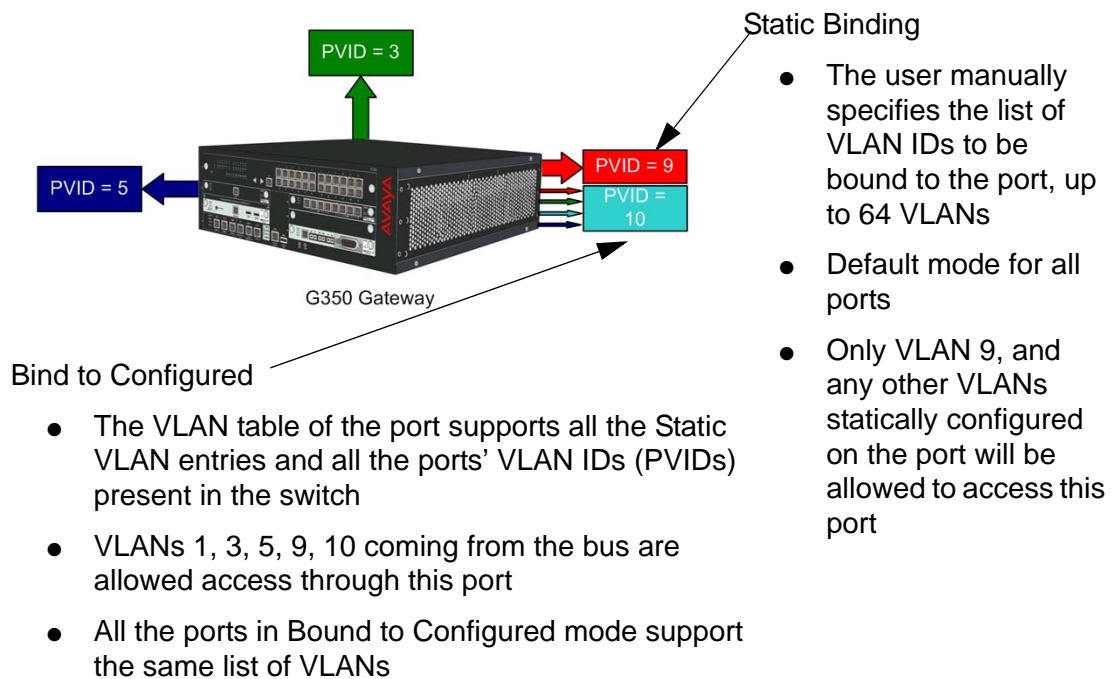 Static Binding
PVID = 3
PVID = 5
PVID = 9
PVID =
10
AVAYA
G350 Gateway
● The user manually
specifies the list of
VLAN IDs to be
bound to the port, up
to 64 VLANs
● Default mode for all
ports
● Only VLAN 9, and
any other VLANs
statically configured
on the port will be
allowed to access this
port
Bind to Configured
● The VLAN table of the port supports all the Static
VLAN entries and all the ports’ VLAN IDs (PVIDs)
present in the switch
● VLANs 1, 3, 5, 9, 10 coming from the bus are
allowed access through this port
● All the ports in Bound to Configured mode support
the same list of VLANs